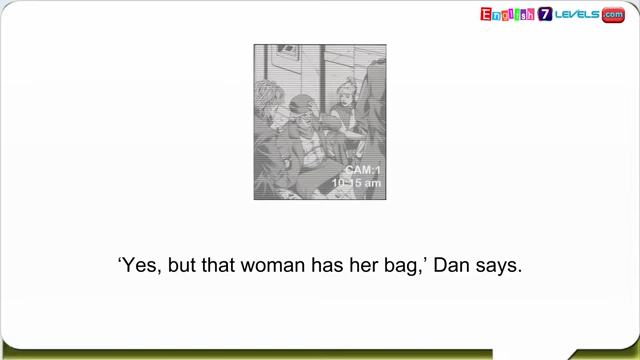 English 7 LEVELS.com
CAM:1
10:15 am
‘Yes, but that woman has her bag,’ Dan says.